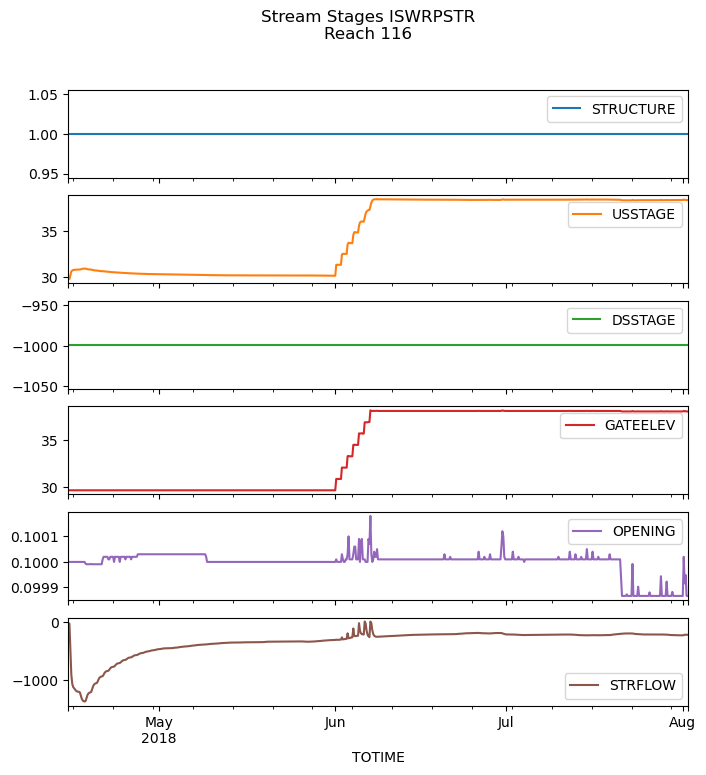 Stream Stages ISWRPSTR
Reach 116
1.05
1.00
0.95
STRUCTURE
35
30
USSTAGE
−950
−1000
−1050
DSSTAGE
35
30
GATEELEV
0.1001
0.1000
0.0999
OPENING
0
−1000
STRFLOW
May
2018
Jun
Jul
Aug
TOTIME